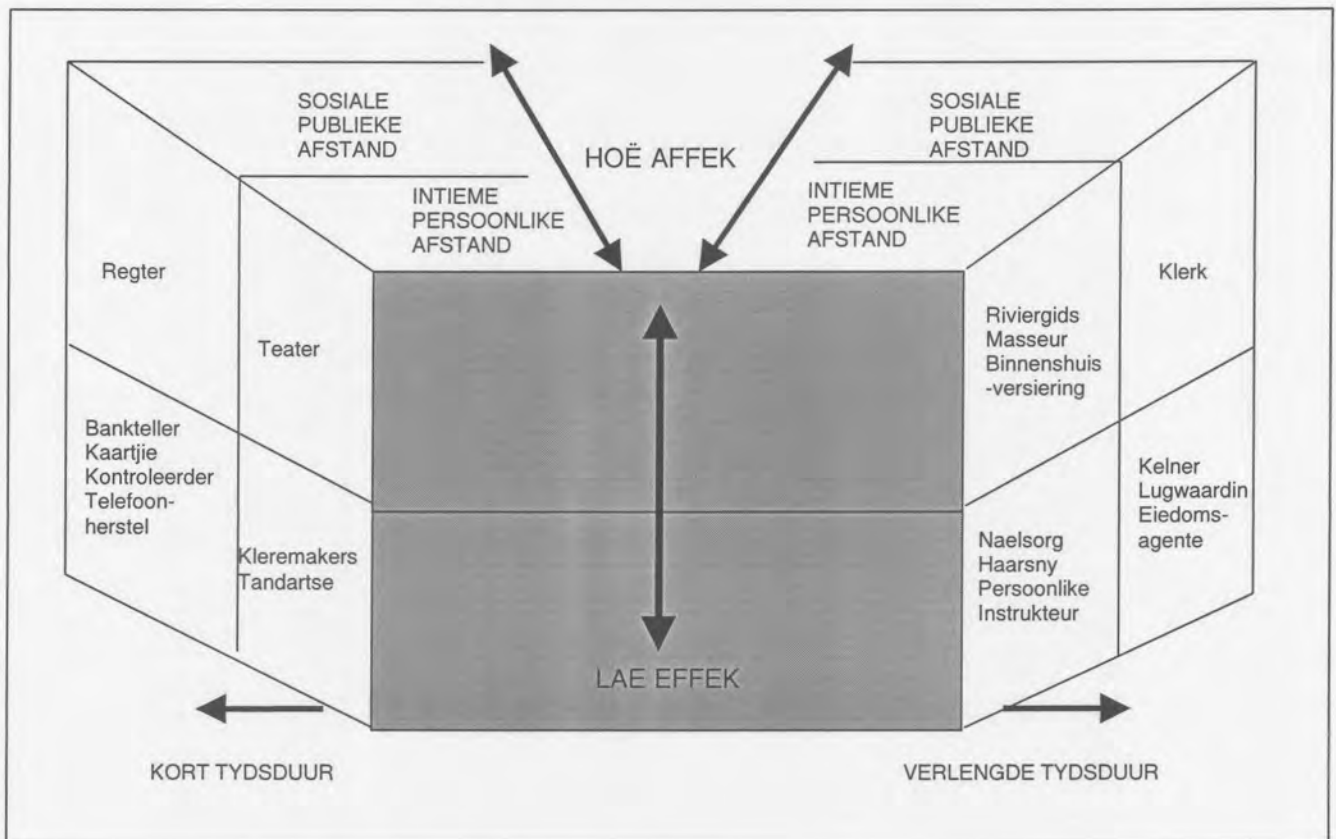 SOSIALE
PUBLIEKE
AFSTAND
HOË AFFEK
SOSIALE
PUBLIEKE
AFSTAND
INTIEME
PERSOONLIKE
AFSTAND
INTIEME
PERSOONLIKE
AFSTAND
Regter
Teater
Klerk
Riviergids
Masseur
Binnenshuis
-versiering
Bankteller
Kaartjie
Kontroleerder
Telefoon-
herstel
Kleremakers
Tandartse
Kelner
Lugwaardin
Eiedoms-
agente
Naelsorg
Haarsny
Persoonlike
Instrukteur
LAE EFFEK
KORT TYDSDUUR
VERLENGDE TYDSDUUR